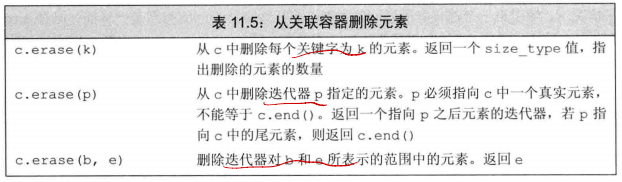 表 11.5：从关联容器删除元素
c.erase(k) 从 c 中删除每个关键字为 k 的元素。返回一个 size_type 值，指
出删除的元素的数量
c.erase(p) 从 c 中删除迭代器 p 指定的元素。p 必须指向 c 中一个真实元素，
不能等于 c.end()。返回一个指向 p 之后元素的迭代器，若 p 指
向 c 中的尾元素，则返回 c.end()
c.erase(b, e) 删除迭代器对 b 和 e 所表示的范围中的元素。返回 e